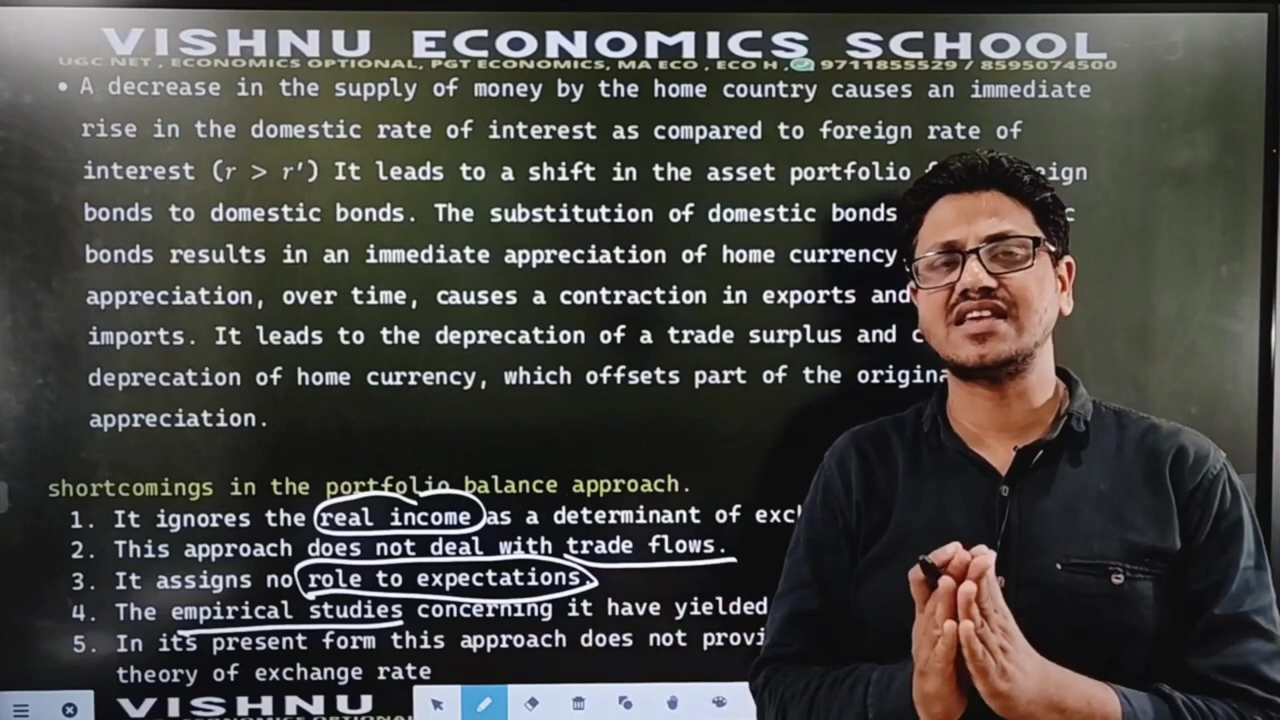 VISHNU ECONOMICS SCHOOL
UGC NET , ECONOMICS OPTIONAL, PGT ECONOMICS, MA ECO , ECO H , 9711855529 / 8595074500
• A decrease in the supply of money by the home country causes an immediate
rise in the domestic rate of interest as compared to foreign rate of
interest (r > r′) It leads to a shift in the asset portfolio
bonds to domestic bonds. The substitution of domestic bonds
bonds results in an immediate appreciation of home currency.
appreciation, over time, causes a contraction in exports and
imports. It leads to the deprecation of a trade surplus and
deprecation of home currency, which offsets part of the
appreciation.
shortcomings in the portfolio balance approach.
1. It ignores the real income as a determinant of
2. This approach does not deal with trade flows.
3. It assigns no role to expectations.
4. The empirical studies concerning it have yielded
5. In its present form this approach does not
theory of exchange rate
VISHNU